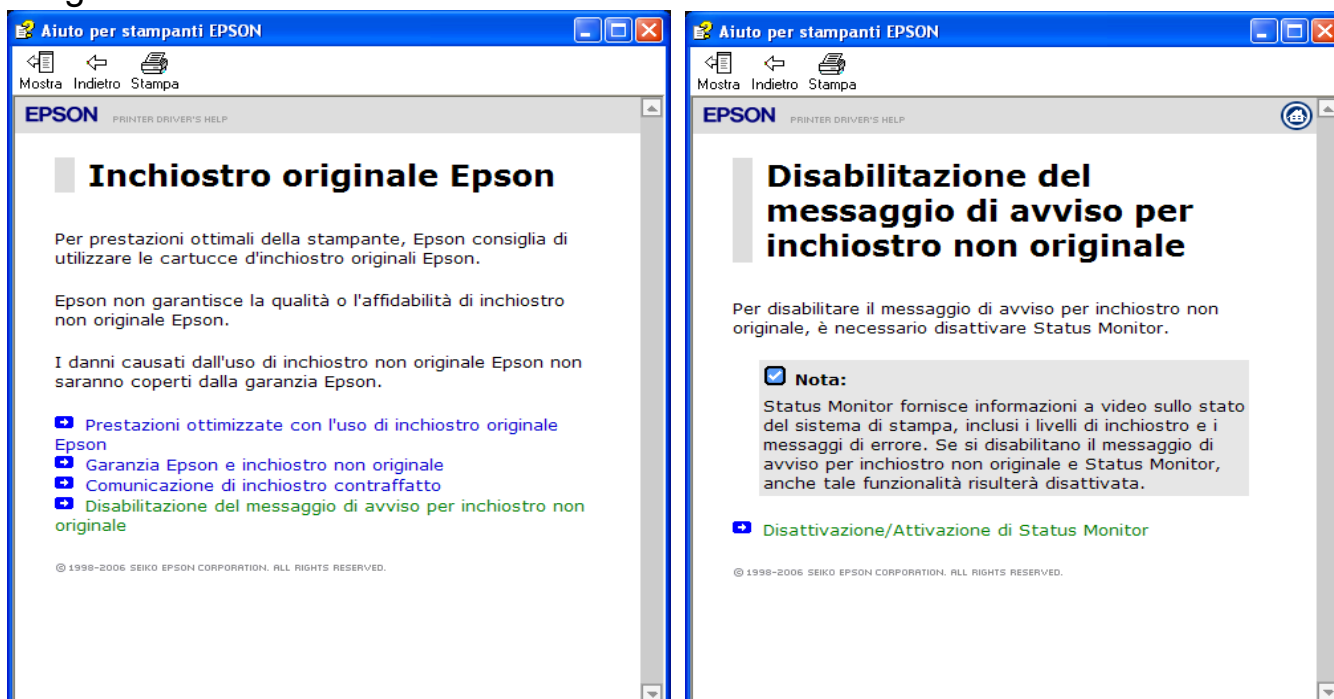 Aiuto per stampanti EPSON
Mostra Indietro Stampa
EPSON PRINTER DRIVER'S HELP
Inchiostro originale Epson
Per prestazioni ottimali della stampante, Epson consiglia di
utilizzare le cartucce d'inchiostro originali Epson.
Epson non garantisce la qualità o l'affidabilità di inchiostro
non originale Epson.
I danni causati dall'uso di inchiostro non originale Epson non
saranno coperti dalla garanzia Epson.
Prestazioni ottimizzate con l'uso di inchiostro originale
Epson
Garanzia Epson e inchiostro non originale
Comunicazione di inchiostro contraffatto
Disabilitazione del messaggio di avviso per inchiostro non
originale
© 1998-2006 SEIKO EPSON CORPORATION. ALL RIGHTS RESERVED.
Aiuto per stampanti EPSON
Mostra Indietro Stampa
EPSON PRINTER DRIVER'S HELP
Disabilitazione del
messaggio di avviso per
inchiostro non originale
Per disabilitare il messaggio di avviso per inchiostro non
originale, è necessario disattivare Status Monitor.
Nota:
Status Monitor fornisce informazioni a video sullo stato
del sistema di stampa, inclusi i livelli di inchiostro e i
messaggi di errore. Se si disabilitano il messaggio di
avviso per inchiostro non originale e Status Monitor,
anche tale funzionalità risulterà disattivata.
Disattivazione/Attivazione di Status Monitor
© 1998-2006 SEIKO EPSON CORPORATION. ALL RIGHTS RESERVED.